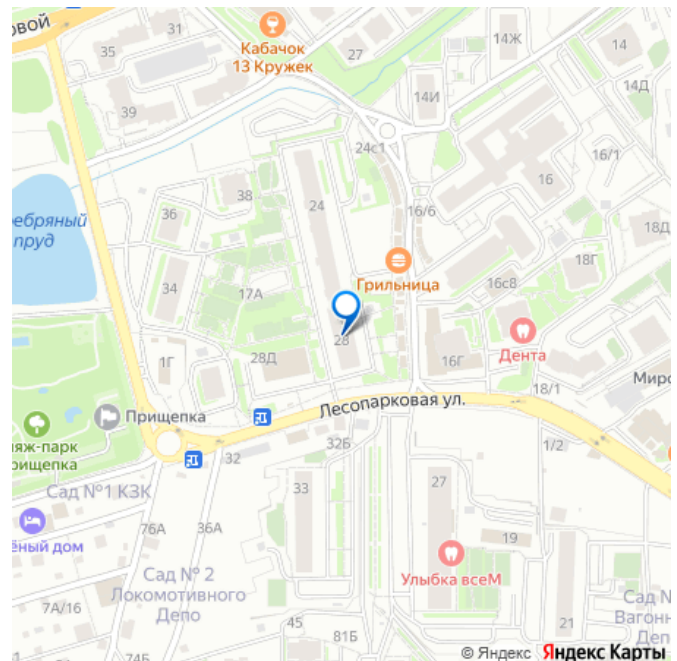 овой
35
31
Кабачок
13 Кружек
27
14Ж
14
14И
14Д
39
24с1
16/1
16
38
36
24
16/6
18Д
ребряный
пруд
Грильница
18Г
17А
16с8
34
28
Дента
28Д
1Г
16Г
Миро
18/1
Лесопарковая ул.
Прищепка
яж-парк
рищепка
32Б
1/2
32
Сад №1 КЗК
33
27
76А
36А
19
ёный дом
Улыбка всеМ
Сад № 2
Локомотивного
Депо
7А/16
Сад N
Вагонн
Деп
45
81Б
21
74Б
© Яндекс Яндекс Карты